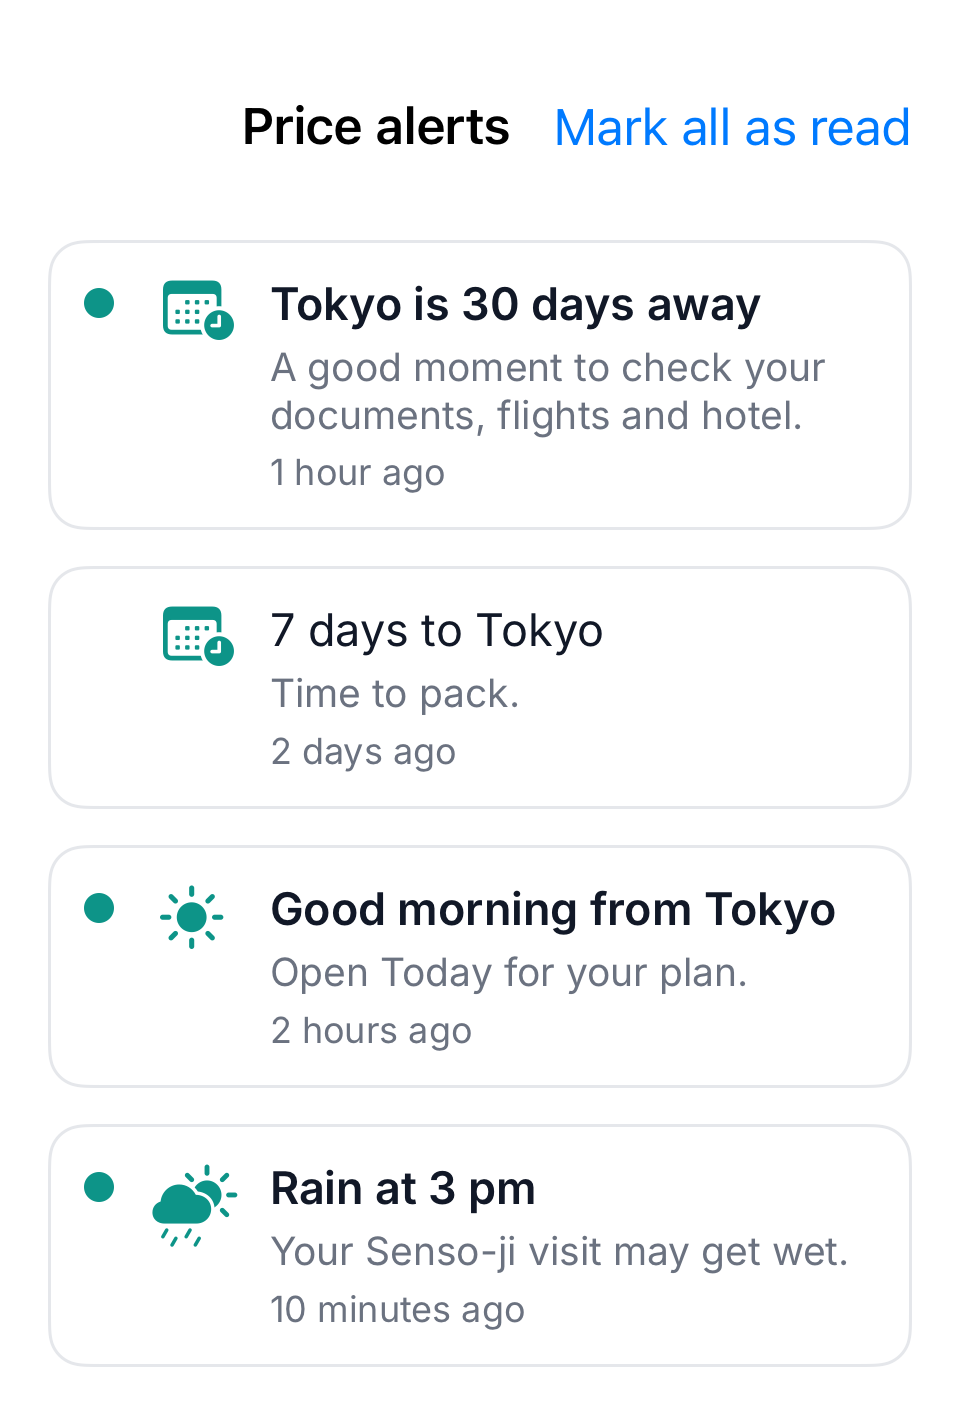 Price alerts
Mark all as read
Tokyo is 30 days away
A good moment to check your
documents, flights and hotel.
1 hour ago
7 days to Tokyo
Time to pack.
2 days ago
Good morning from Tokyo
Open Today for your plan.
2 hours ago
Rain at 3 pm
Your Senso-ji visit may get wet.
10 minutes ago